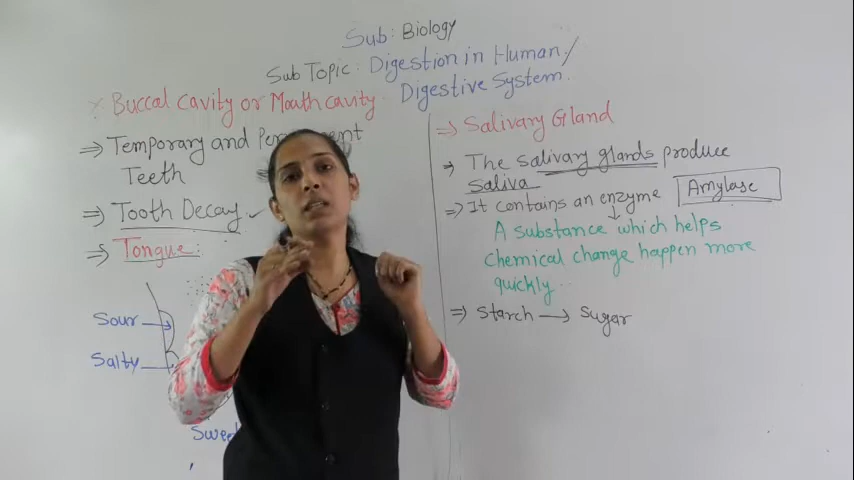 Sub: Biology
Sub Topic: Digestion in Human/
Digestive System.
× Buccal cavity or Mouth cavity
⇒ Temporary and Permanent
Teeth
⇒ Tooth Decay ✓
⇒ Tongue:
Sour
Salty
Sweet
⇒ Salivary Gland
→ The salivary glands produce
saliva
⇒ It contains an enzyme Amylase
↓
A substance which helps
chemical change happen more
quickly...
⇒ Starch → Sugar